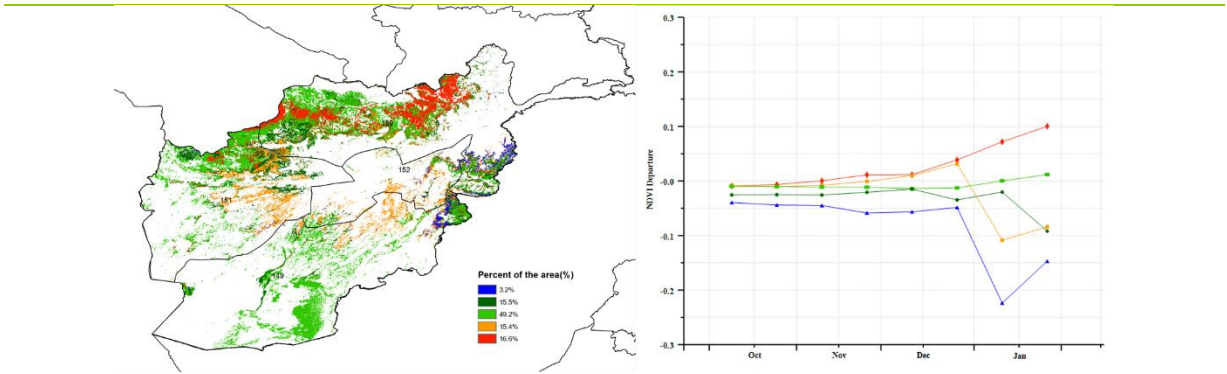 152
151
Percent of the area(%)
3.2%
15.5%
49.2%
15.4%
16.6%
NDVI Departure
0.3
0.2
0.1
-0.0
-0.1
-0.2
-0.3
Oct
Nov
Dec
Jan